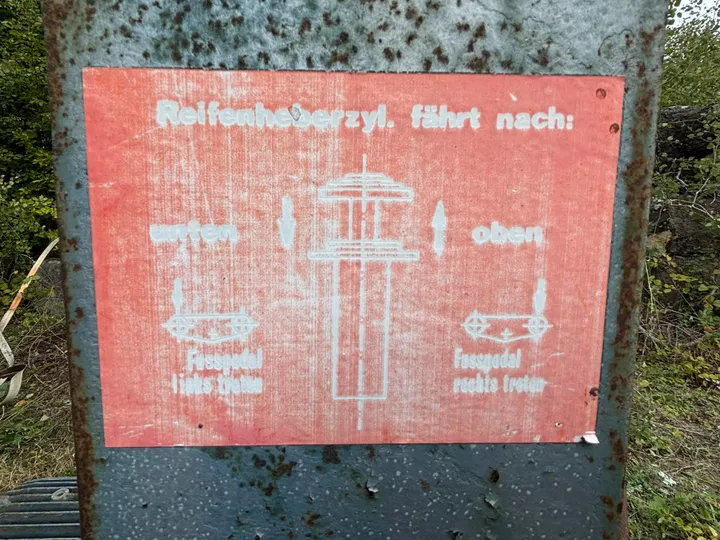 Reifenheberzyl. fährt nach:
unten
oben
Fusspedal
links treten
Fusspedal
rechts treten